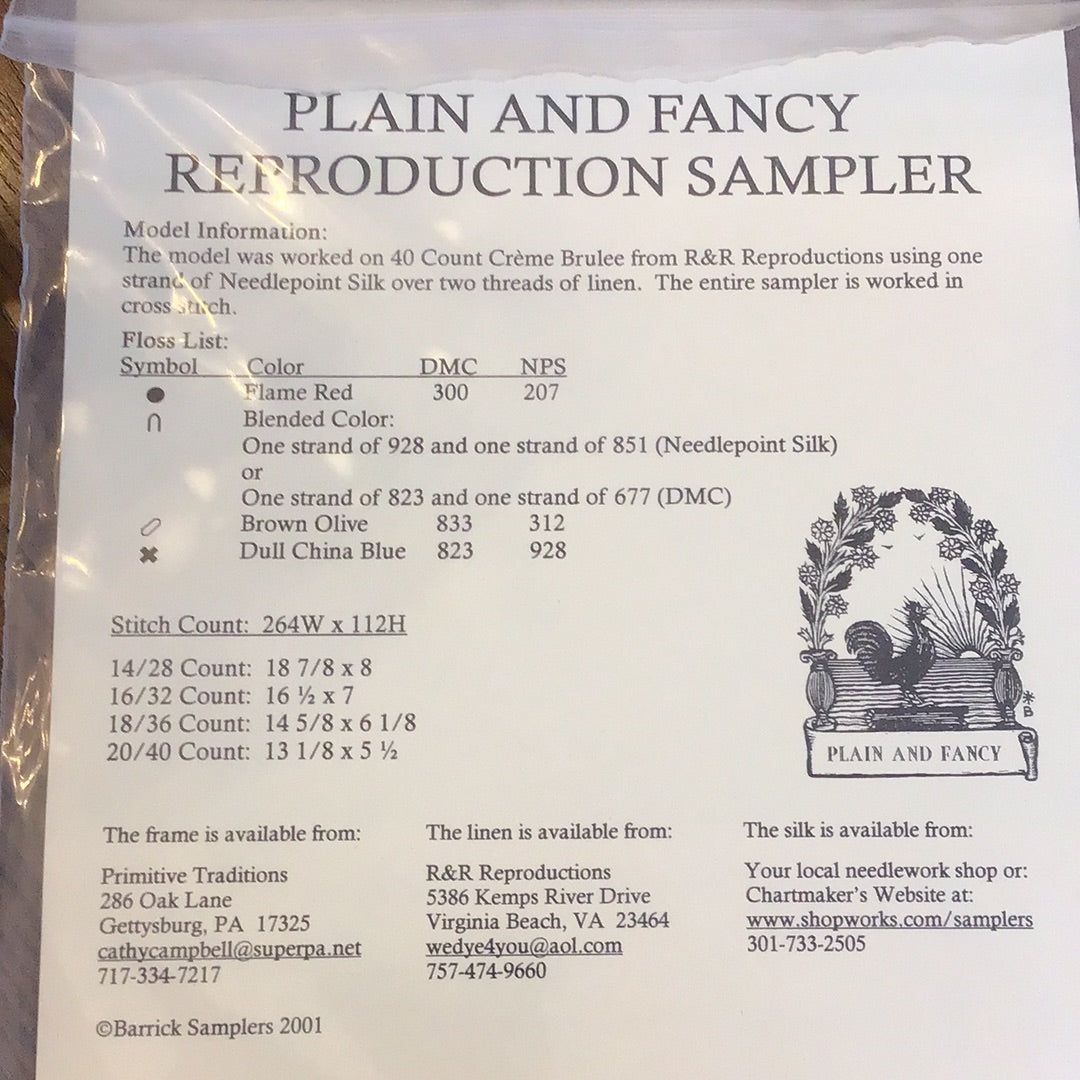 PLAIN AND FANCY
REPRODUCTION SAMPLER
Model Information:
The model was worked on 40 Count Crème Brulee from R&R Reproductions using one
strand of Needlepoint Silk over two threads of linen. The entire sampler is worked in
cross stitch.
Floss List:
Symbol Color DMC NPS
Flame Red 300 207
∩ Blended Color:
One strand of 928 and one strand of 851 (Needlepoint Silk)
or
One strand of 823 and one strand of 677 (DMC)
Brown Olive 833 312
✖ Dull China Blue 823 928
Stitch Count: 264W x 112H
14/28 Count: 18 7/8 x 8
16/32 Count: 16 ½ x 7
18/36 Count: 14 5/8 x 6 1/8
20/40 Count: 13 1/8 x 5 ½
B
PLAIN AND FANCY
The frame is available from:
Primitive Traditions
286 Oak Lane
Gettysburg, PA 17325
cathycampbell@superpa.net
717-334-7217
The linen is available from:
R&R Reproductions
5386 Kemps River Drive
Virginia Beach, VA 23464
wedye4you@aol.com
757-474-9660
The silk is available from:
Your local needlework shop or:
Chartmaker's Website at:
www.shopworks.com/samplers
301-733-2505
©Barrick Samplers 2001